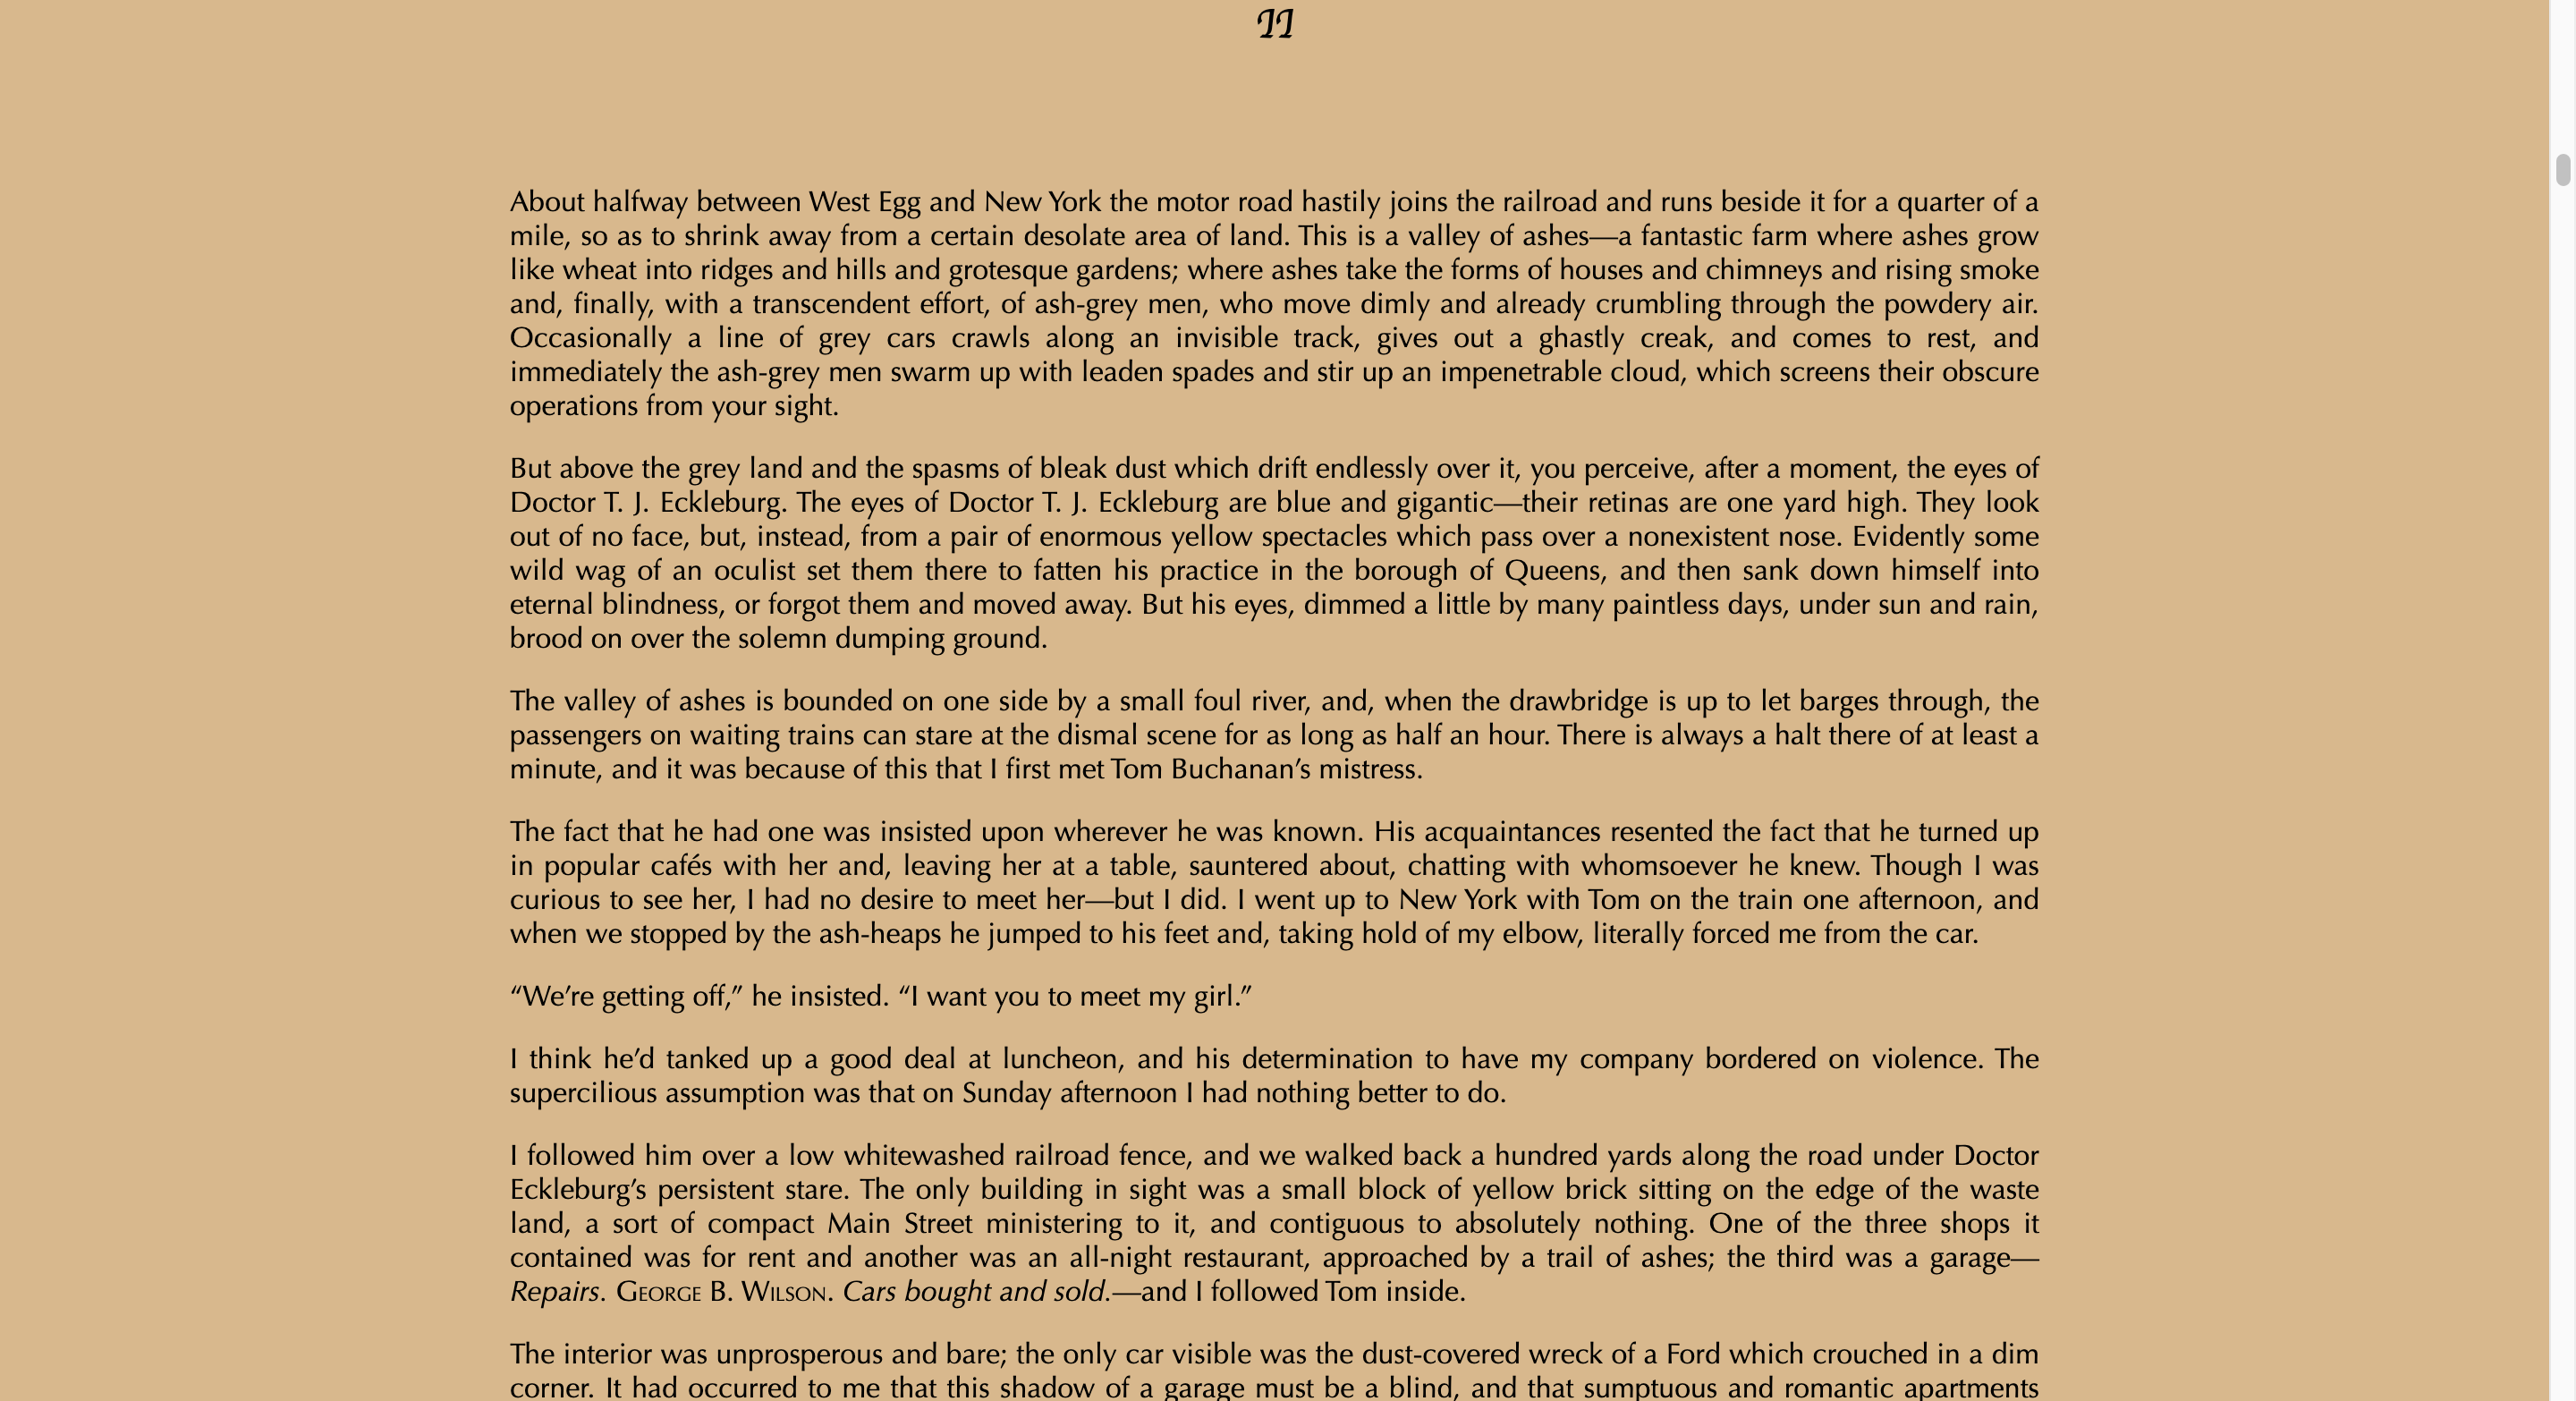 II
About halfway between West Egg and New York the motor road hastily joins the railroad and runs beside it for a quarter of a
mile, so as to shrink away from a certain desolate area of land. This is a valley of ashes—a fantastic farm where ashes grow
like wheat into ridges and hills and grotesque gardens; where ashes take the forms of houses and chimneys and rising smoke
and, finally, with a transcendent effort, of ash-grey men, who move dimly and already crumbling through the powdery air.
Occasionally a line of grey cars crawls along an invisible track, gives out a ghastly creak, and comes to rest, and
immediately the ash-grey men swarm up with leaden spades and stir up an impenetrable cloud, which screens their obscure
operations from your sight.
But above the grey land and the spasms of bleak dust which drift endlessly over it, you perceive, after a moment, the eyes of
Doctor T. J. Eckleburg. The eyes of Doctor T. J. Eckleburg are blue and gigantic—their retinas are one yard high. They look
out of no face, but, instead, from a pair of enormous yellow spectacles which pass over a nonexistent nose. Evidently some
wild wag of an oculist set them there to fatten his practice in the borough of Queens, and then sank down himself into
eternal blindness, or forgot them and moved away. But his eyes, dimmed a little by many paintless days, under sun and rain,
brood on over the solemn dumping ground.
The valley of ashes is bounded on one side by a small foul river, and, when the drawbridge is up to let barges through, the
passengers on waiting trains can stare at the dismal scene for as long as half an hour. There is always a halt there of at least a
minute, and it was because of this that I first met Tom Buchanan’s mistress.
The fact that he had one was insisted upon wherever he was known. His acquaintances resented the fact that he turned up
in popular cafés with her and, leaving her at a table, sauntered about, chatting with whomsoever he knew. Though I was
curious to see her, I had no desire to meet her—but I did. I went up to New York with Tom on the train one afternoon, and
when we stopped by the ash-heaps he jumped to his feet and, taking hold of my elbow, literally forced me from the car.
“We’re getting off,” he insisted. “I want you to meet my girl.”
I think he’d tanked up a good deal at luncheon, and his determination to have my company bordered on violence. The
supercilious assumption was that on Sunday afternoon I had nothing better to do.
I followed him over a low whitewashed railroad fence, and we walked back a hundred yards along the road under Doctor
Eckleburg’s persistent stare. The only building in sight was a small block of yellow brick sitting on the edge of the waste
land, a sort of compact Main Street ministering to it, and contiguous to absolutely nothing. One of the three shops it
contained was for rent and another was an all-night restaurant, approached by a trail of ashes; the third was a garage—
Repairs. George B. Wilson. Cars bought and sold.—and I followed Tom inside.
The interior was unprosperous and bare; the only car visible was the dust-covered wreck of a Ford which crouched in a dim
corner. It had occurred to me that this shadow of a garage must be a blind, and that sumptuous and romantic apartments